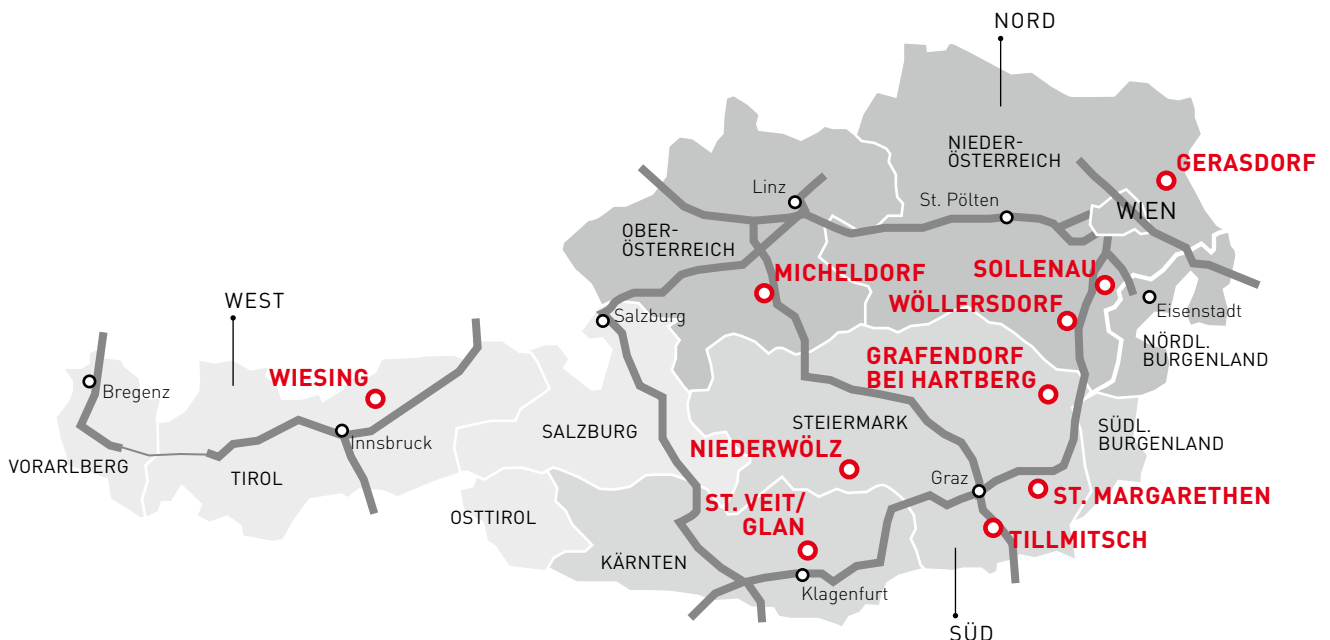 NORD
NIEDER-
ÖSTERREICH
GERASDORF
Linz
St. Pölten
WIEN
OBER-
ÖSTERREICH
MICHELDORF
SOLLENAU
WÖLLERSDORF
Eisenstadt
NÖRDL.
BURGENLAND
WEST
Salzburg
GRAFENDORF
BEI HARTBERG
WIESING
Bregenz
Innsbruck
VORARLBERG
TIROL
SALZBURG
STEIERMARK
SÜDL.
BURGENLAND
NIEDERWÖLZ
Graz
ST. MARGARETHEN
OSTTIROL
ST. VEIT/
GLAN
TILLMITSCH
KÄRNTEN
Klagenfurt
SÜD